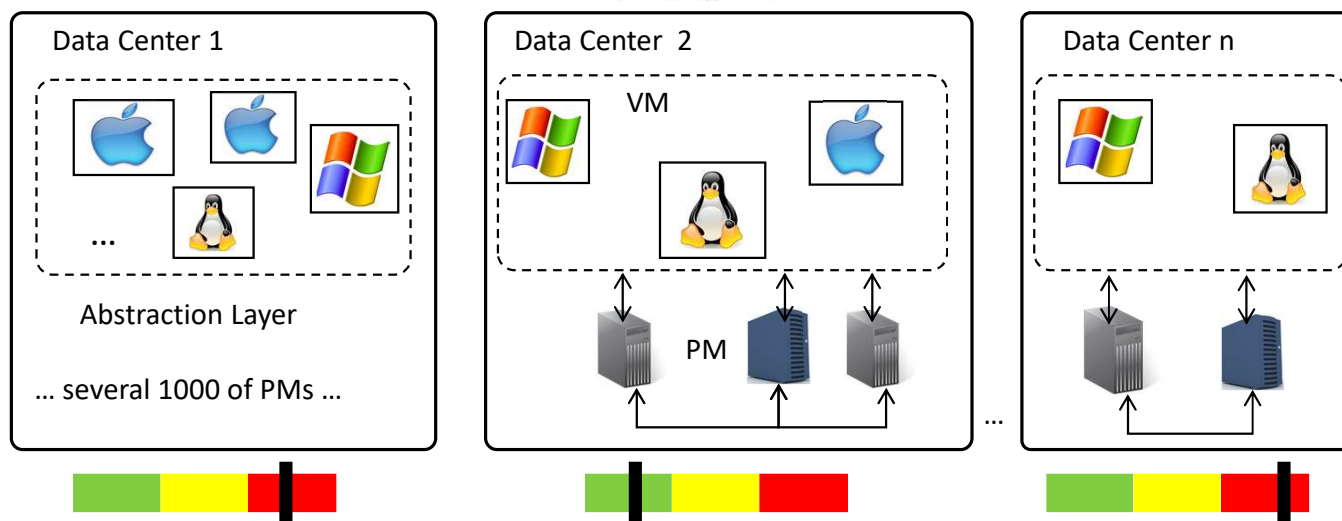 Data Center 1
...
Abstraction Layer
... several 1000 of PMs ...
Data Center 2
VM
PM
...
Data Center n